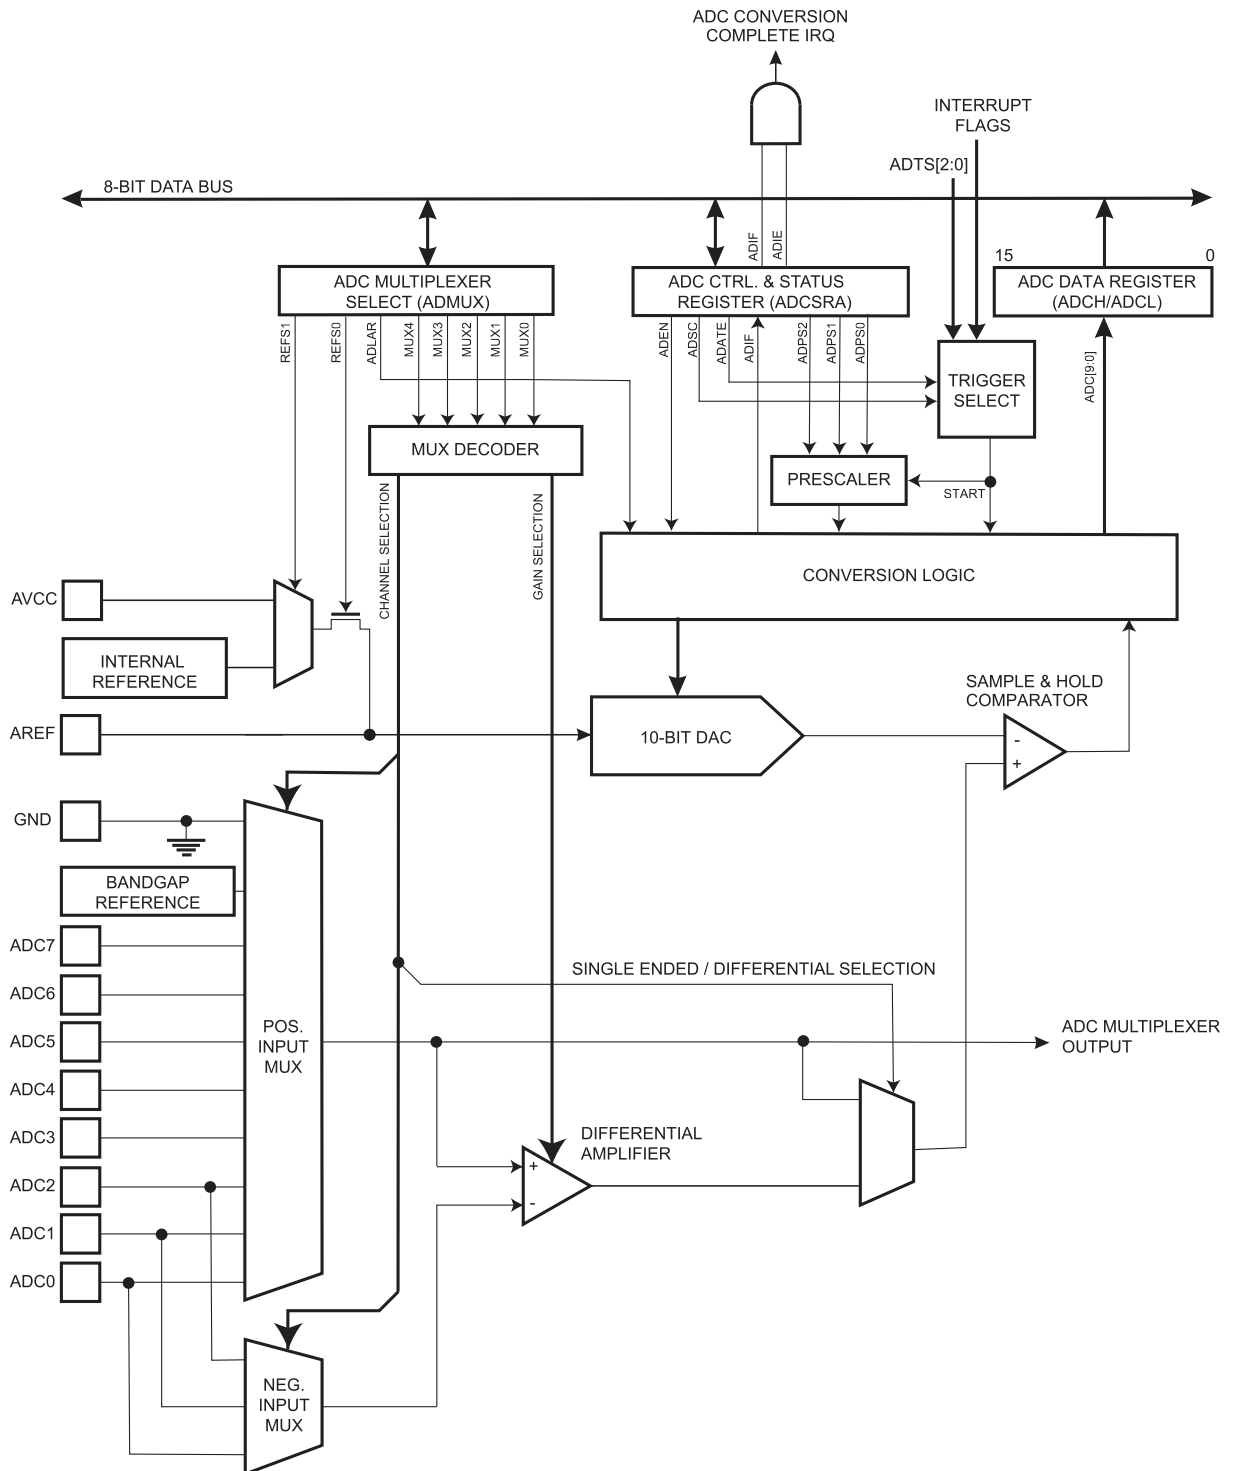 ADC CONVERSION
COMPLETE IRQ
INTERRUPT
FLAGS
ADTS[2:0]
8-BIT DATA BUS
ADIF
ADIE
15
0
ADC MULTIPLEXER
SELECT (ADMUX)
ADC CTRL. & STATUS
REGISTER (ADCSRA)
ADC DATA REGISTER
(ADCH/ADCL)
REFS1
REFS0
ADLAR
MUX4
MUX3
MUX2
MUX1
MUX0
ADEN
ADSC
ADATE
ADIF
ADPS2
ADPS1
ADPS0
TRIGGER
SELECT
ADC[9:0]
MUX DECODER
PRESCALER
START
CHANNEL SELECTION
GAIN SELECTION
CONVERSION LOGIC
AVCC
INTERNAL
REFERENCE
SAMPLE & HOLD
COMPARATOR
AREF
10-BIT DAC
-
+
GND
BANDGAP
REFERENCE
ADC7
SINGLE ENDED / DIFFERENTIAL SELECTION
ADC6
ADC5
POS.
INPUT
MUX
ADC MULTIPLEXER
OUTPUT
ADC4
ADC3
DIFFERENTIAL
AMPLIFIER
+
-
ADC2
ADC1
ADC0
NEG.
INPUT
MUX